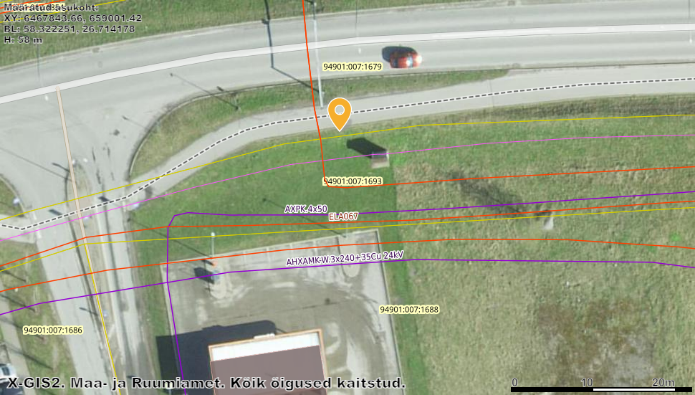 Määratud asukoht:
XY: 6467843.66, 659001.42
BL: 58.322251, 26.714178
H: 58 m
94901:007:1679
94901:007:1693
AXPK 4x50
ELA067
AHXAMK-W 3x240+35Cu 24kV
94901:007:1688
94901:007:1686
X-GIS2. Maa- ja Ruumiamet. Kõik õigused kaitstud.
0 10 20m